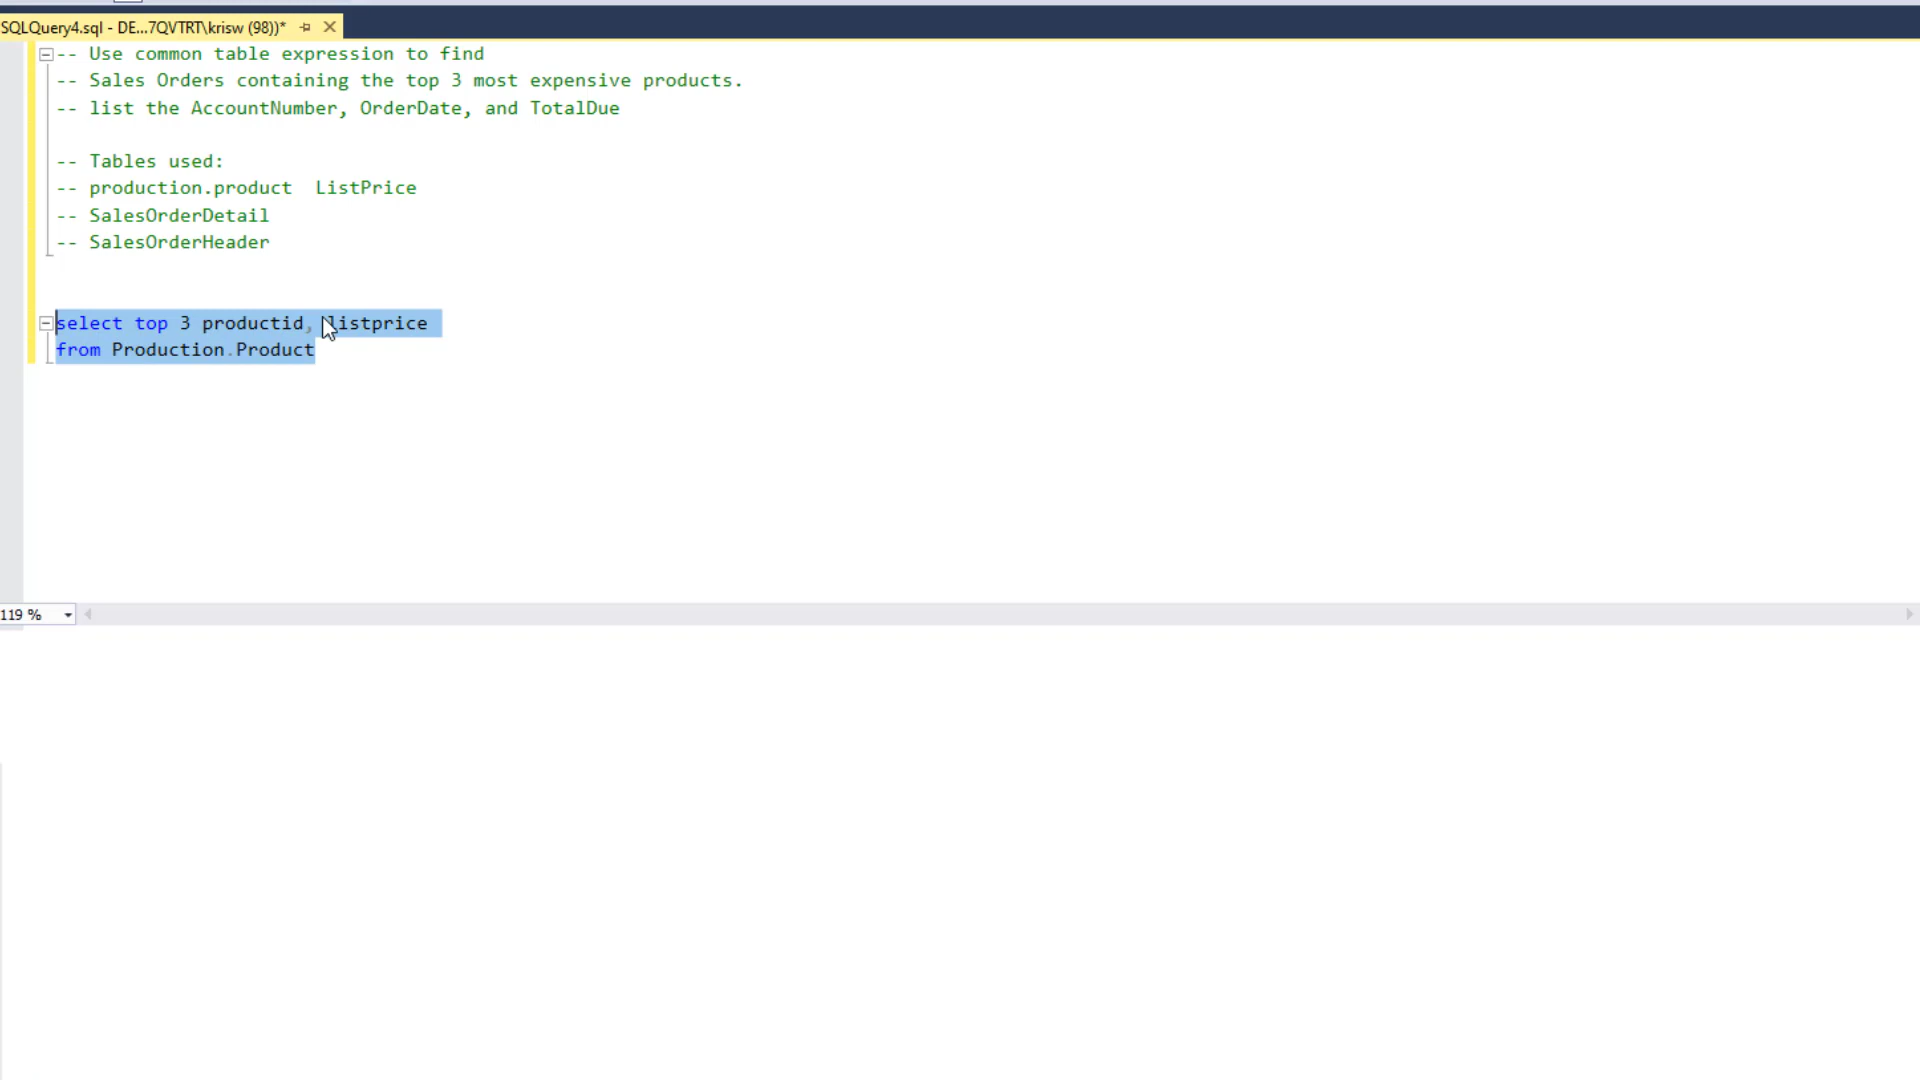 SQLQuery4.sql - DE...7QVTRT\krisw (98))*
-- Use common table expression to find
-- Sales Orders containing the top 3 most expensive products.
-- list the AccountNumber, OrderDate, and TotalDue
-- Tables used:
-- production.product  ListPrice
-- SalesOrderDetail
-- SalesOrderHeader
select top 3 productid, listprice
from Production.Product
119 %